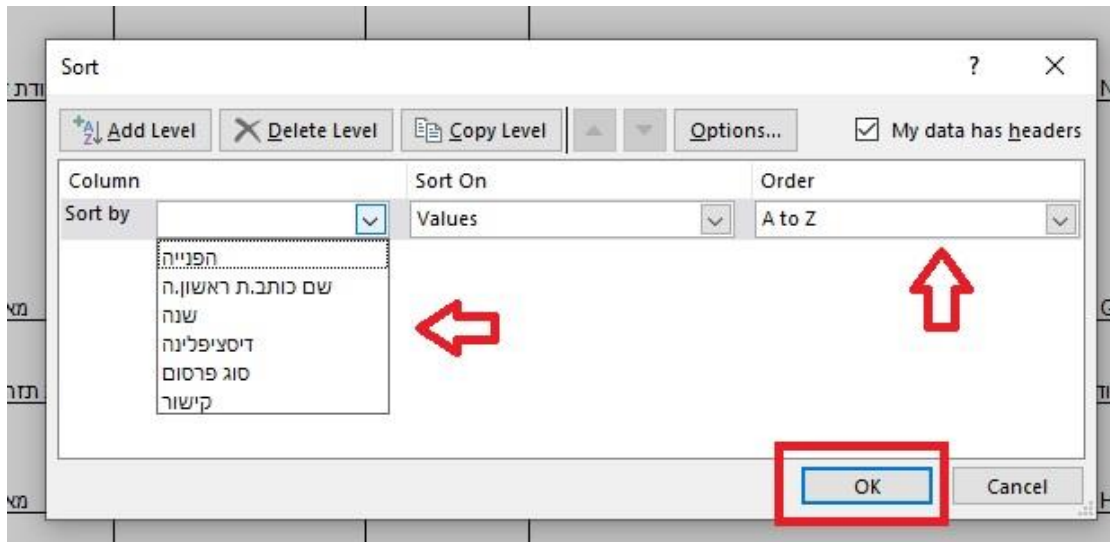 Sort ? X
Add Level Delete Level Copy Level Options... My data has headers
Column Sort On Order
Sort by Values A to Z
הפנייה
שם כותב.ת ראשון.ה
שנה
דיסציפלינה
סוג פרסום
קישור
OK Cancel